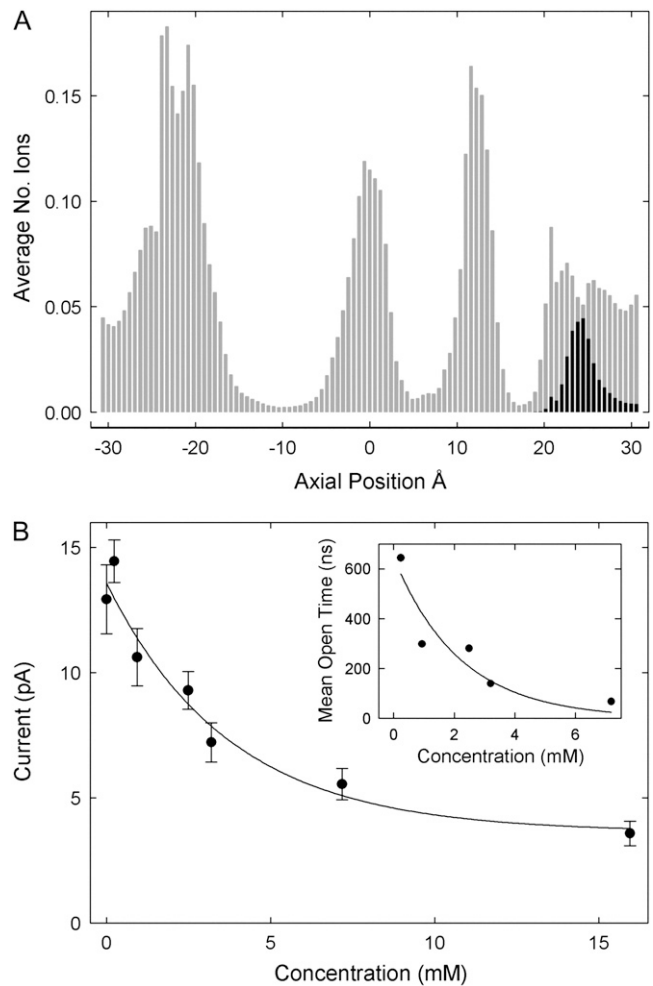 A
Average No. Ions
0.15
0.10
0.05
0.00
-30 -20 -10 0 10 20 30
Axial Position Å
B
Current (pA)
15
10
5
0
0 5 10 15
Concentration (mM)
Mean Open Time (ns)
600
400
200
0
0 2 4 6
Concentration (mM)